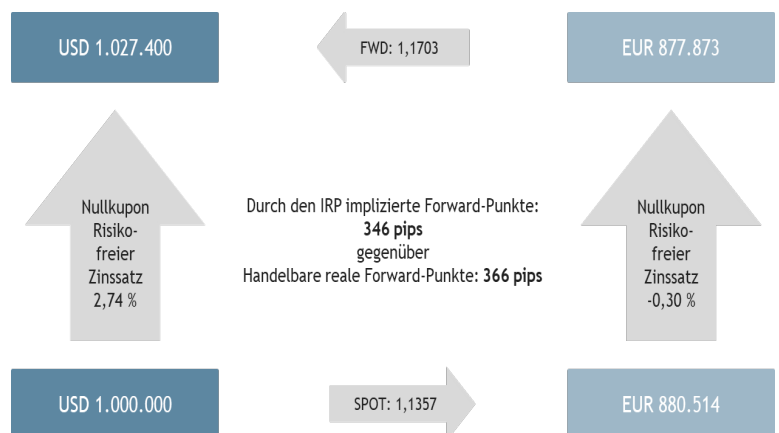 USD 1.027.400
FWD: 1,1703
EUR 877.873
Nullkupon
Risiko-
freier
Zinssatz
2,74 %
Durch den IRP implizierte Forward-Punkte:
346 pips
gegenüber
Handelbare reale Forward-Punkte: 366 pips
Nullkupon
Risiko-
freier
Zinssatz
-0,30 %
USD 1.000.000
SPOT: 1,1357
EUR 880.514